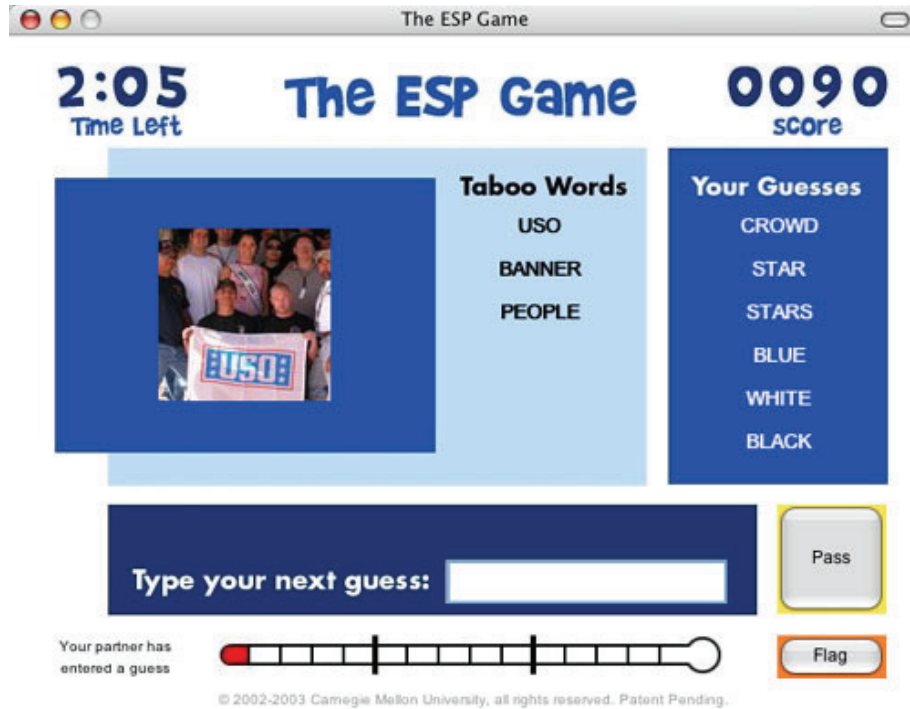 The ESP Game
2:05
Time Left
The ESP Game
0090
score
Taboo Words
USO
BANNER
PEOPLE
Your Guesses
CROWD
STAR
STARS
BLUE
WHITE
BLACK
USO
Type your next guess:
Pass
Your partner has
entered a guess
Flag
© 2002-2003 Carnegie Mellon University, all rights reserved. Patent Pending.